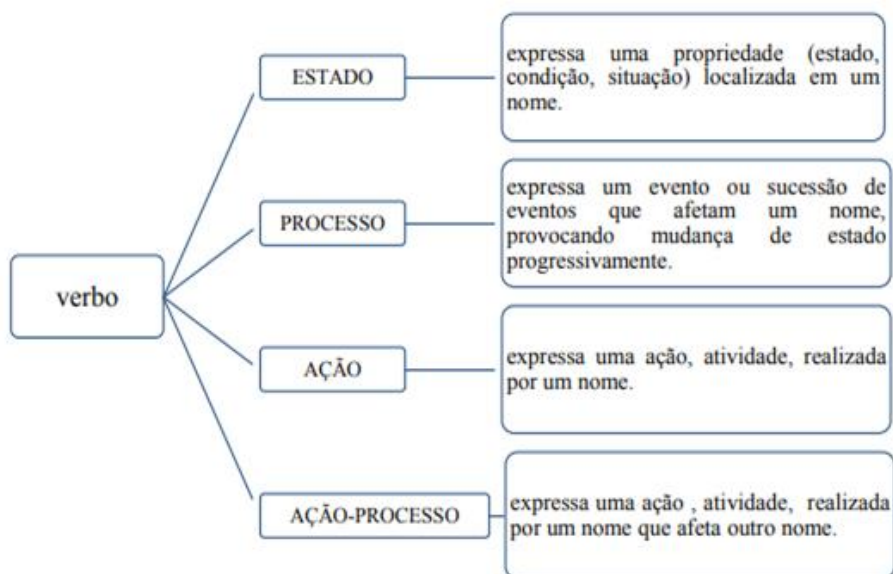 verbo
ESTADO
expressa uma propriedade (estado,
condição, situação) localizada em um
nome.
PROCESSO
expressa um evento ou sucessão de
eventos que afetam um nome,
provocando mudança de estado
progressivamente.
AÇÃO
expressa uma ação, atividade, realizada
por um nome.
AÇÃO-PROCESSO
expressa uma ação , atividade, realizada
por um nome que afeta outro nome.